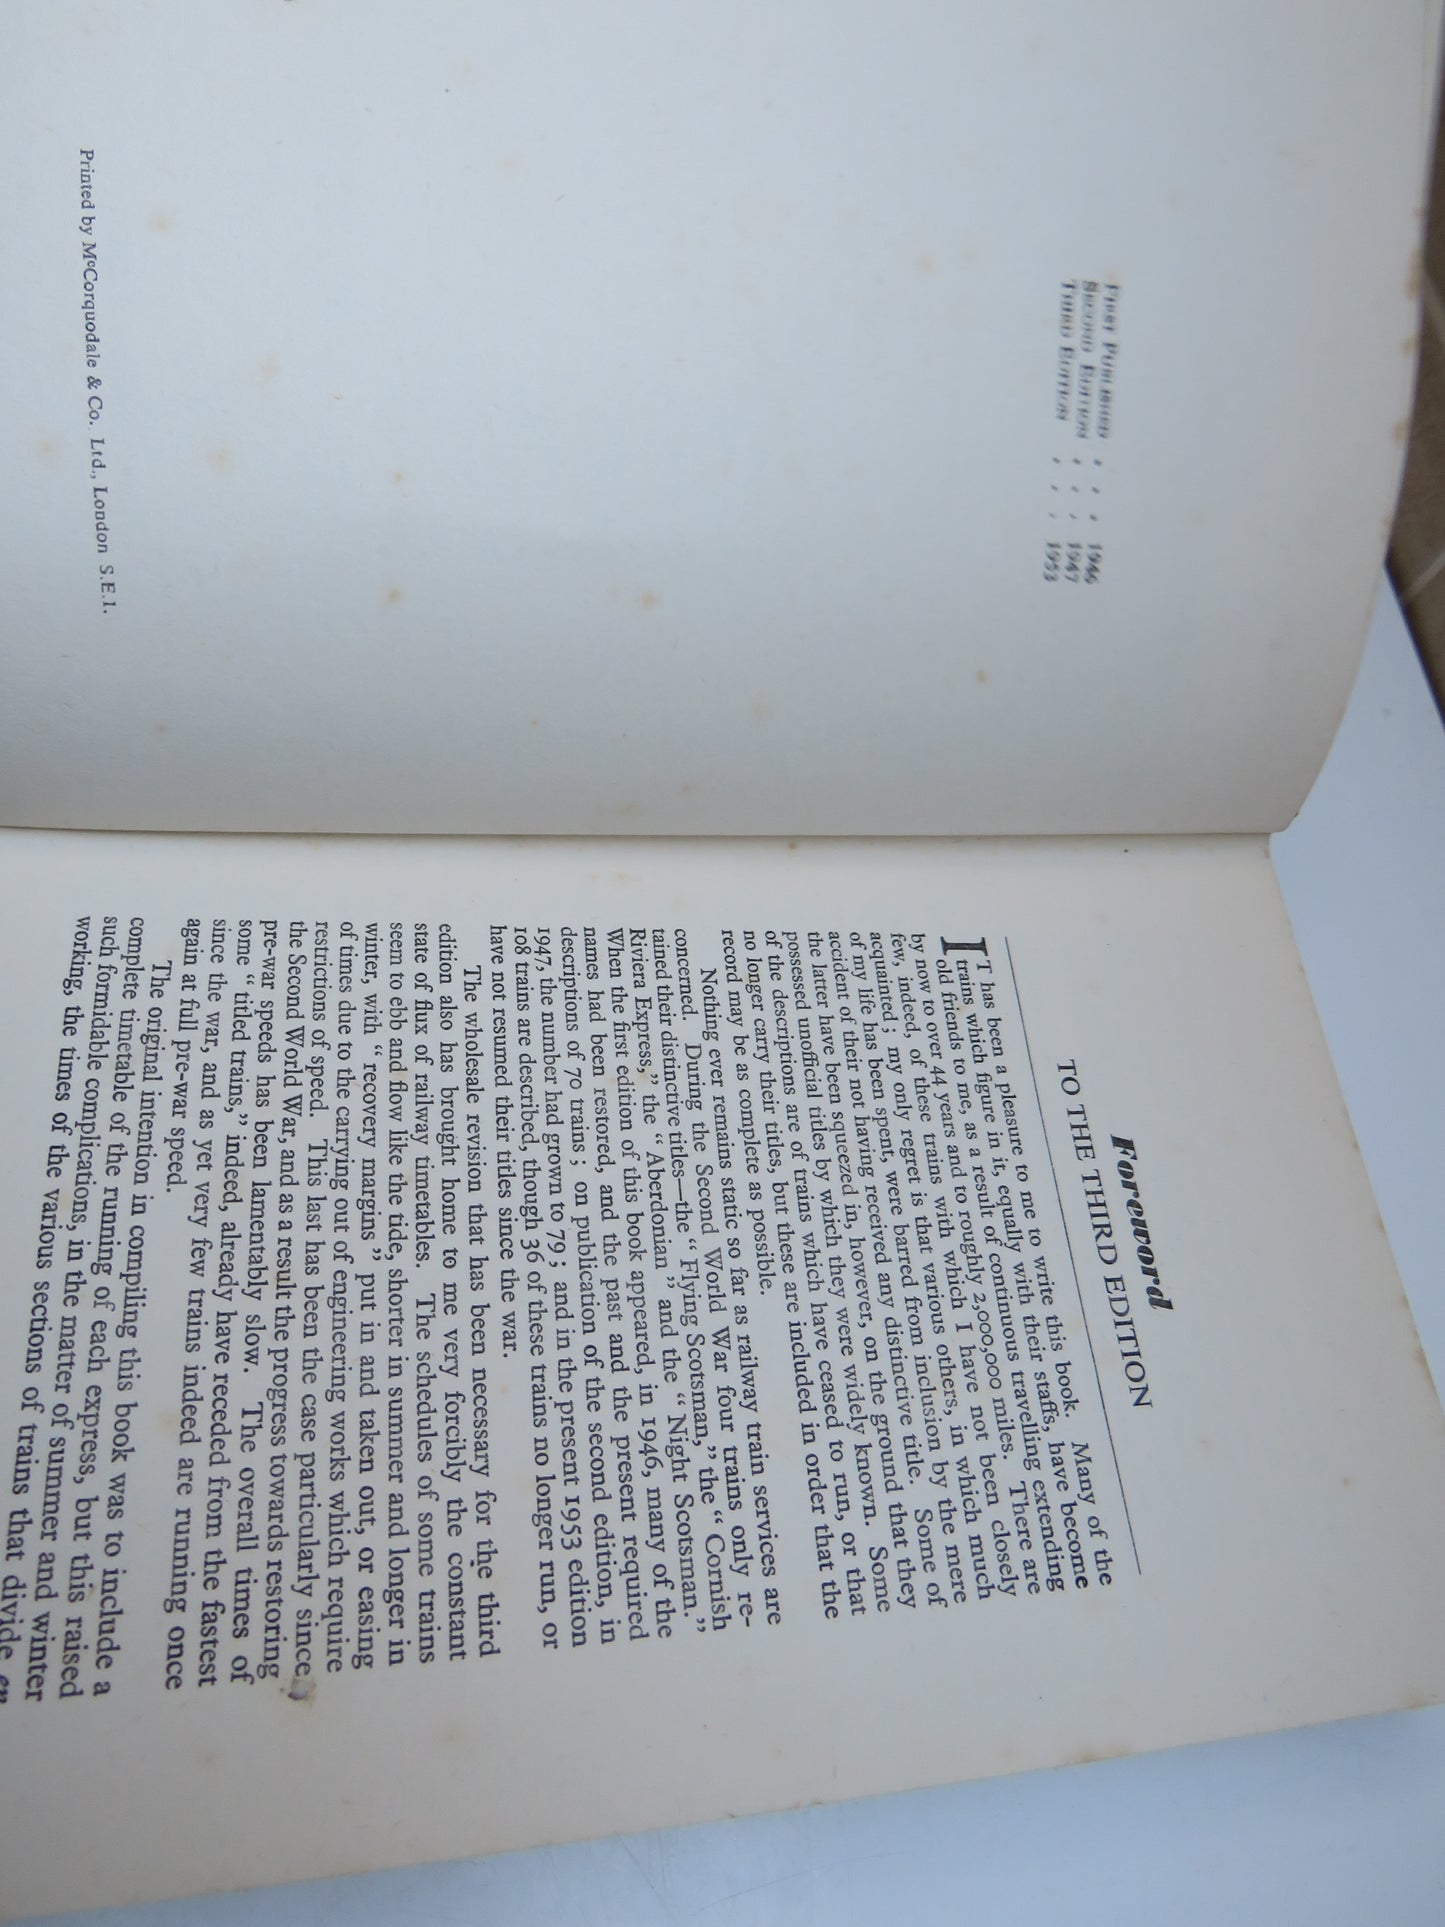 First Published . . 1946
Second Edition . . 1947
Third Edition . . 1953
Printed by McCorquodale & Co. Ltd., London S.E.1.
Foreword
TO THE THIRD EDITION
IT has been a pleasure to me to write this book. Many of the
trains which figure in it, equally with their staffs, have become
old friends to me, as a result of continuous travelling extending
by now to over 44 years and to roughly 2,000,000 miles. There are
few, indeed, of these trains with which I have not been closely
acquainted; my only regret is that various others, in which much
of my life has been spent, were barred from inclusion by the mere
accident of their not having received any distinctive title. Some of
the latter have been squeezed in, however, on the ground that they
possessed unofficial titles by which they were widely known. Some
of the descriptions are of trains which have ceased to run, or that
no longer carry their titles, but these are included in order that the
record may be as complete as possible.
Nothing ever remains static so far as railway train services are
concerned. During the Second World War four trains only re-
tained their distinctive titles—the “Flying Scotsman,” the “Cornish
Riviera Express,” the “Aberdonian” and the “Night Scotsman.”
When the first edition of this book appeared, in 1946, many of the
names had been restored, and the past and the present required
descriptions of 70 trains; on publication of the second edition, in
1947, the number had grown to 79; and in the present 1953 edition
108 trains are described, though 36 of these trains no longer run, or
have not resumed their titles since the war.
The wholesale revision that has been necessary for the third
edition also has brought home to me very forcibly the constant
state of flux of railway timetables. The schedules of some trains
seem to ebb and flow like the tide, shorter in summer and longer in
winter, with “recovery margins” put in and taken out, or easing
of times due to the carrying out of engineering works which require
restrictions of speed. This last has been the case particularly since
the Second World War, and as a result the progress towards restoring
pre-war speeds has been lamentably slow. The overall times of
some “titled trains,” indeed, already have receded from the fastest
since the war, and as yet very few trains indeed are running once
again at full pre-war speed.
The original intention in compiling this book was to include a
complete timetable of the running of each express, but this raised
such formidable complications, in the matter of summer and winter
working, the times of the various sections of trains that divide en